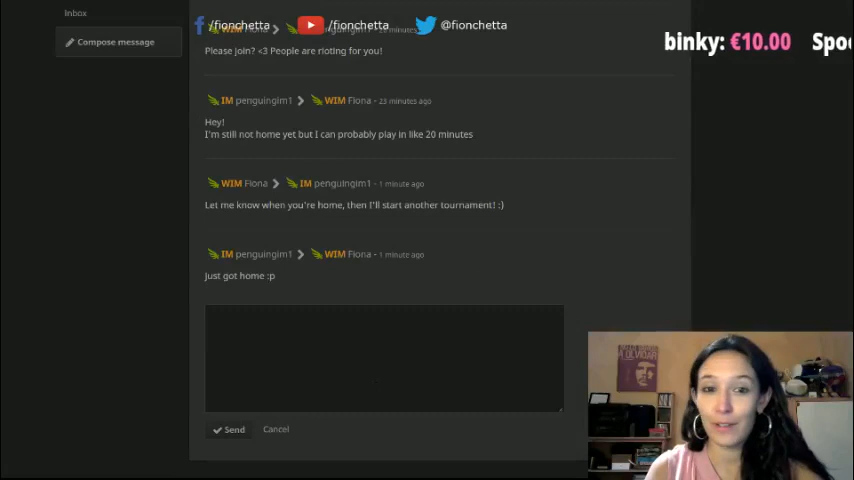 Inbox
/fionchetta
/fionchetta
@fionchetta
binky: €10.00 Spoo
Compose message
Please join? <3 People are rioting for you!
IM penguingim1 > WIM Fiona - 23 minutes ago
Hey!
I'm still not home yet but I can probably play in like 20 minutes
WIM Fiona > IM penguingim1 - 1 minute ago
Let me know when you're home, then I'll start another tournament! :)
IM penguingim1 > WIM Fiona - 1 minute ago
Just got home :p
Send
Cancel
OLVIDAR